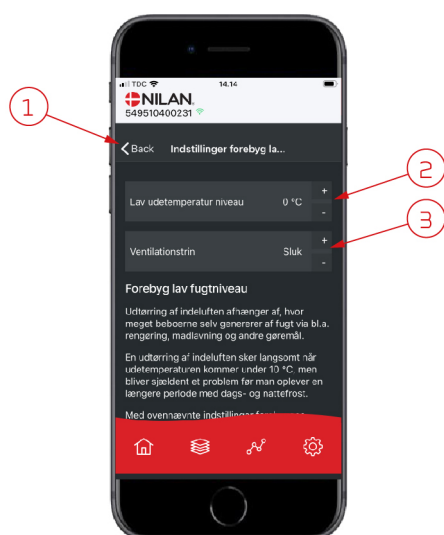 TDC 14.14
NILAN
549510400231
1
Back Indstillinger forebyg la...
2
Lav udetemperatur niveau 0 °C + -
3
Ventilationstrin Sluk + -
Forebyg lav fugtniveau
Udtørring af indeluften afhænger af, hvor
meget beboerne selv genererer af fugt via bl.a.
rengøring, madlavning og andre gøremål.
En udtørring af indeluften sker langsomt når
udetemperaturen kommer under 10 °C, men
bliver sjældent et problem før man oplever en
længere periode med dags- og nattefrost.
Med ovennævnte indstillinger